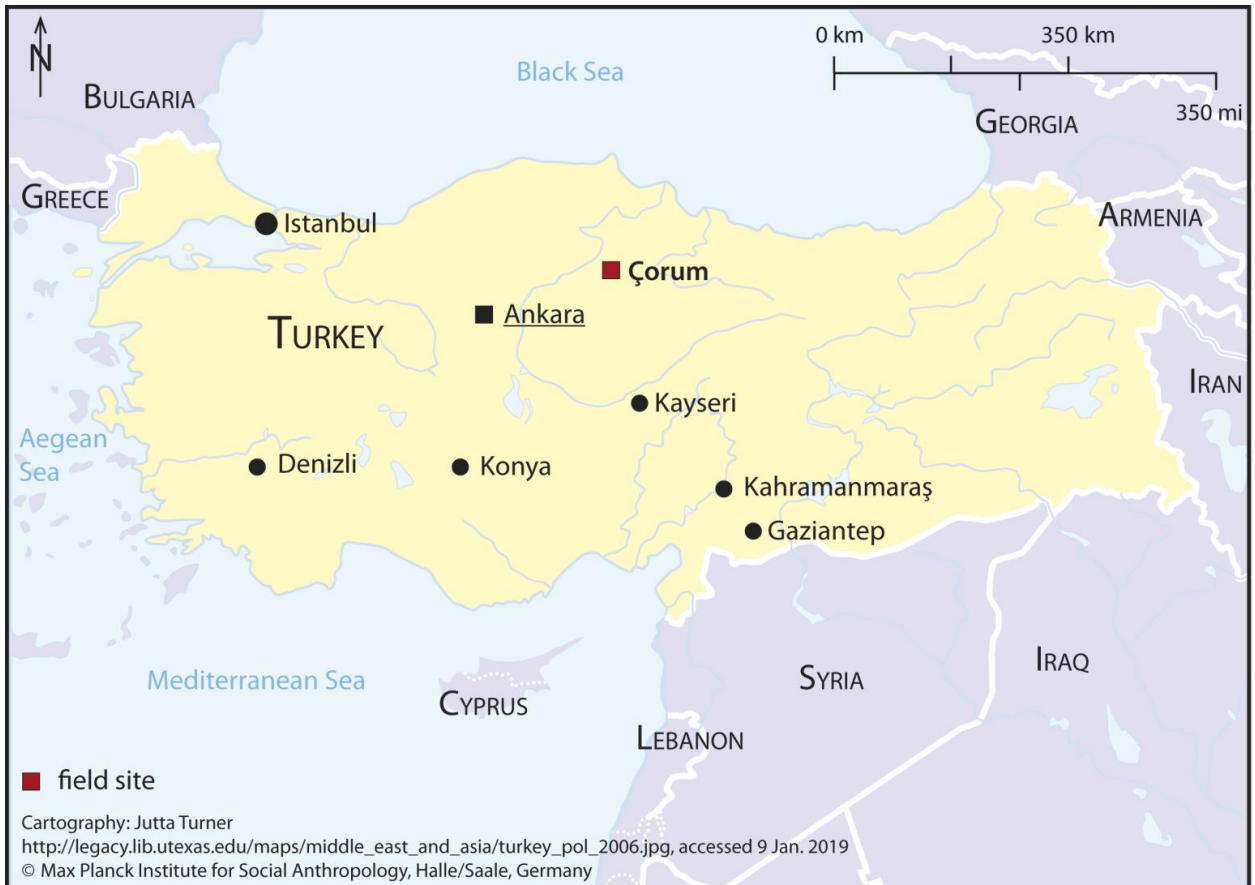 N
0 km
350 km
Black Sea
BULGARIA
350 mi
GEORGIA
GREECE
ARMENIA
Istanbul
Çorum
Ankara
TURKEY
IRAN
Kayseri
Aegean
Sea
Denizli
Konya
Kahramanmaraş
Gaziantep
IRAQ
Mediterranean Sea
SYRIA
CYPRUS
LEBANON
field site
Cartography: Jutta Turner
http://legacy.lib.utexas.edu/maps/middle_east_and_asia/turkey_pol_2006.jpg, accessed 9 Jan. 2019
© Max Planck Institute for Social Anthropology, Halle/Saale, Germany